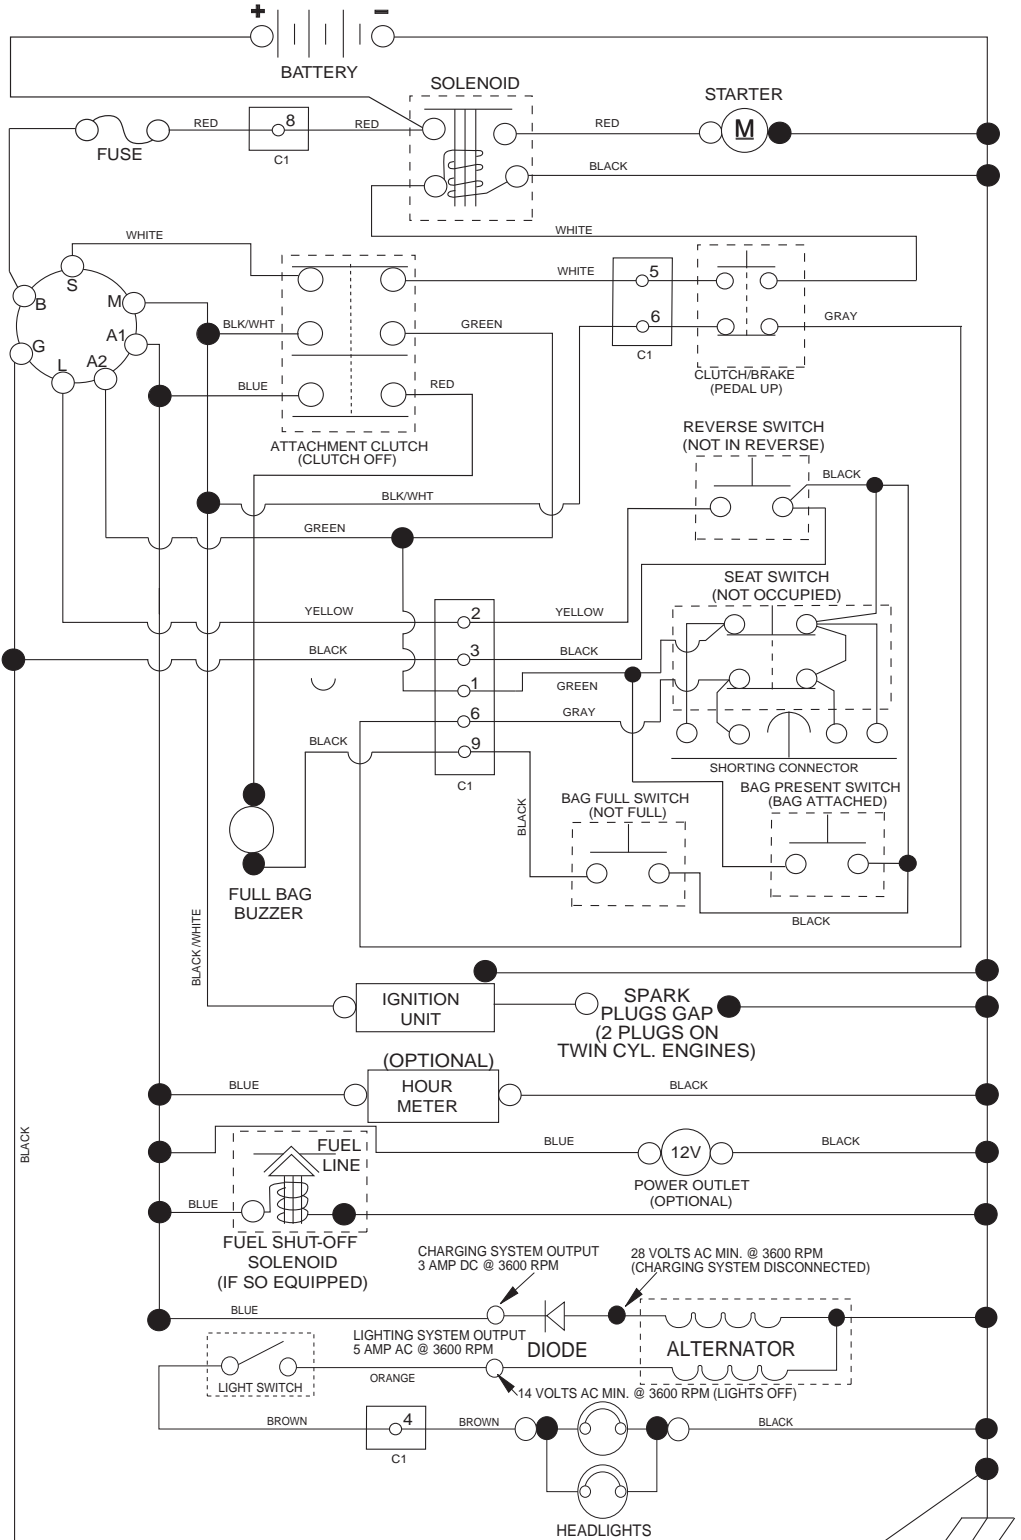 + −
BATTERY
SOLENOID
STARTER
M
RED
8
RED
RED
FUSE
C1
BLACK
WHITE
WHITE
S
B
M
A1
G
L
A2
WHITE
5
6
C1
BLK/WHT
GREEN
GRAY
BLUE
RED
CLUTCH/BRAKE
(PEDAL UP)
ATTACHMENT CLUTCH
(CLUTCH OFF)
REVERSE SWITCH
(NOT IN REVERSE)
BLACK
BLK/WHT
GREEN
SEAT SWITCH
(NOT OCCUPIED)
YELLOW
2
YELLOW
BLACK
3
BLACK
1
GREEN
6
GRAY
BLACK
9
C1
SHORTING CONNECTOR
BAG PRESENT SWITCH
(BAG ATTACHED)
BAG FULL SWITCH
(NOT FULL)
BLACK
FULL BAG
BUZZER
BLACK
BLACK /WHITE
IGNITION
UNIT
SPARK
PLUGS GAP
(2 PLUGS ON
TWIN CYL. ENGINES)
(OPTIONAL)
BLUE
HOUR
METER
BLACK
BLACK
FUEL
LINE
BLUE
12V
BLACK
POWER OUTLET
(OPTIONAL)
BLUE
FUEL SHUT-OFF
SOLENOID
(IF SO EQUIPPED)
CHARGING SYSTEM OUTPUT
3 AMP DC @ 3600 RPM
28 VOLTS AC MIN. @ 3600 RPM
(CHARGING SYSTEM DISCONNECTED)
BLUE
LIGHTING SYSTEM OUTPUT
5 AMP AC @ 3600 RPM
DIODE
ALTERNATOR
LIGHT SWITCH
ORANGE
14 VOLTS AC MIN. @ 3600 RPM (LIGHTS OFF)
BROWN
4
BROWN
BLACK
C1
HEADLIGHTS